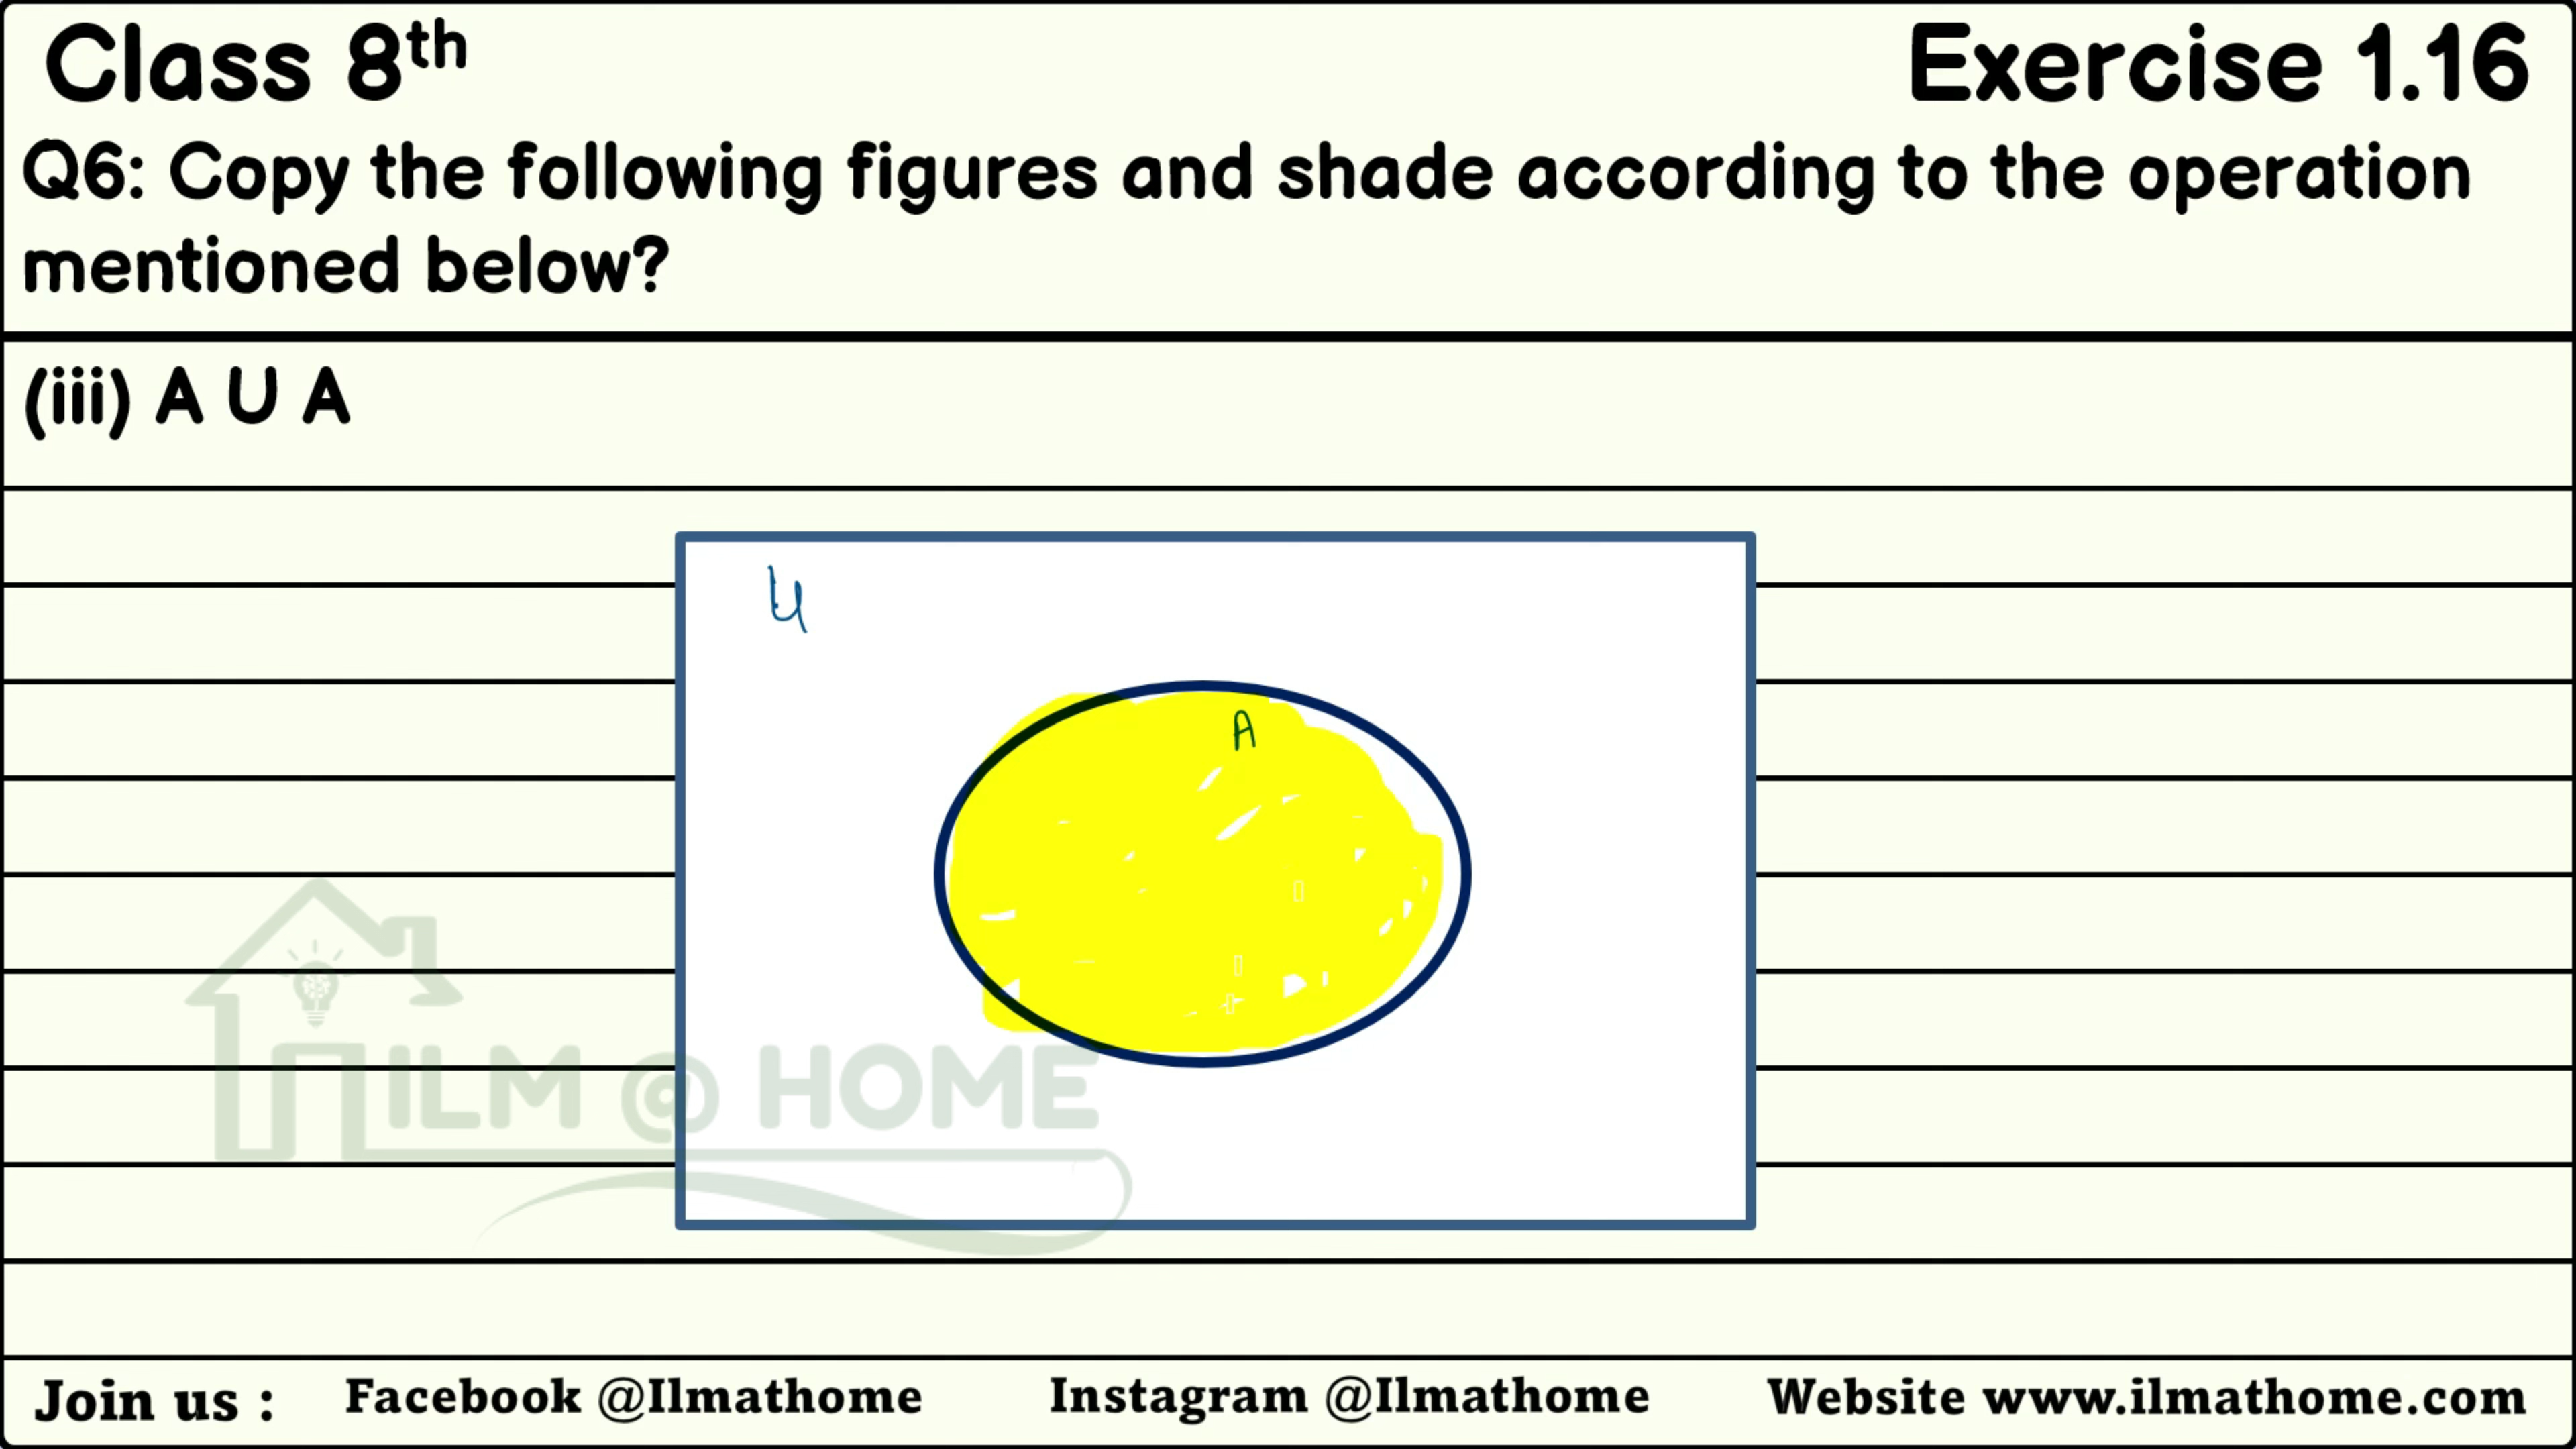 Class 8th
Exercise 1.16
Q6: Copy the following figures and shade according to the operation
mentioned below?
(iii) A U A
U
A
ILM @ HOME
Join us : Facebook @Ilmathome Instagram @Ilmathome Website www.ilmathome.com